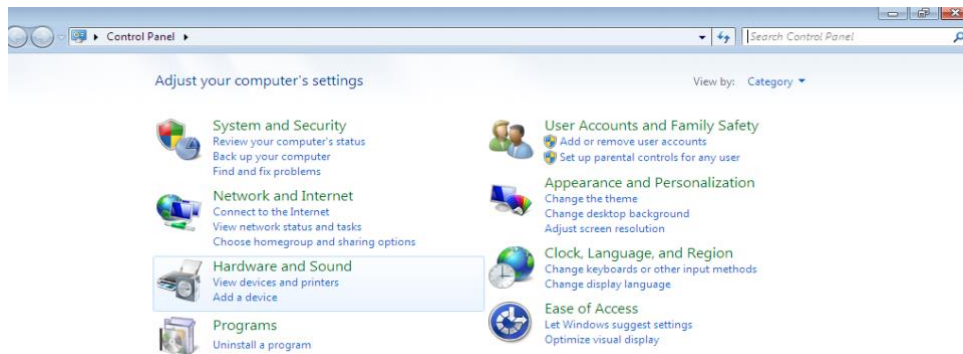 Control Panel
Search Control Panel
Adjust your computer's settings
View by: Category
System and Security
Review your computer's status
Back up your computer
Find and fix problems
Network and Internet
Connect to the Internet
View network status and tasks
Choose homegroup and sharing options
Hardware and Sound
View devices and printers
Add a device
Programs
Uninstall a program
User Accounts and Family Safety
Add or remove user accounts
Set up parental controls for any user
Appearance and Personalization
Change the theme
Change desktop background
Adjust screen resolution
Clock, Language, and Region
Change keyboards or other input methods
Change display language
Ease of Access
Let Windows suggest settings
Optimize visual display